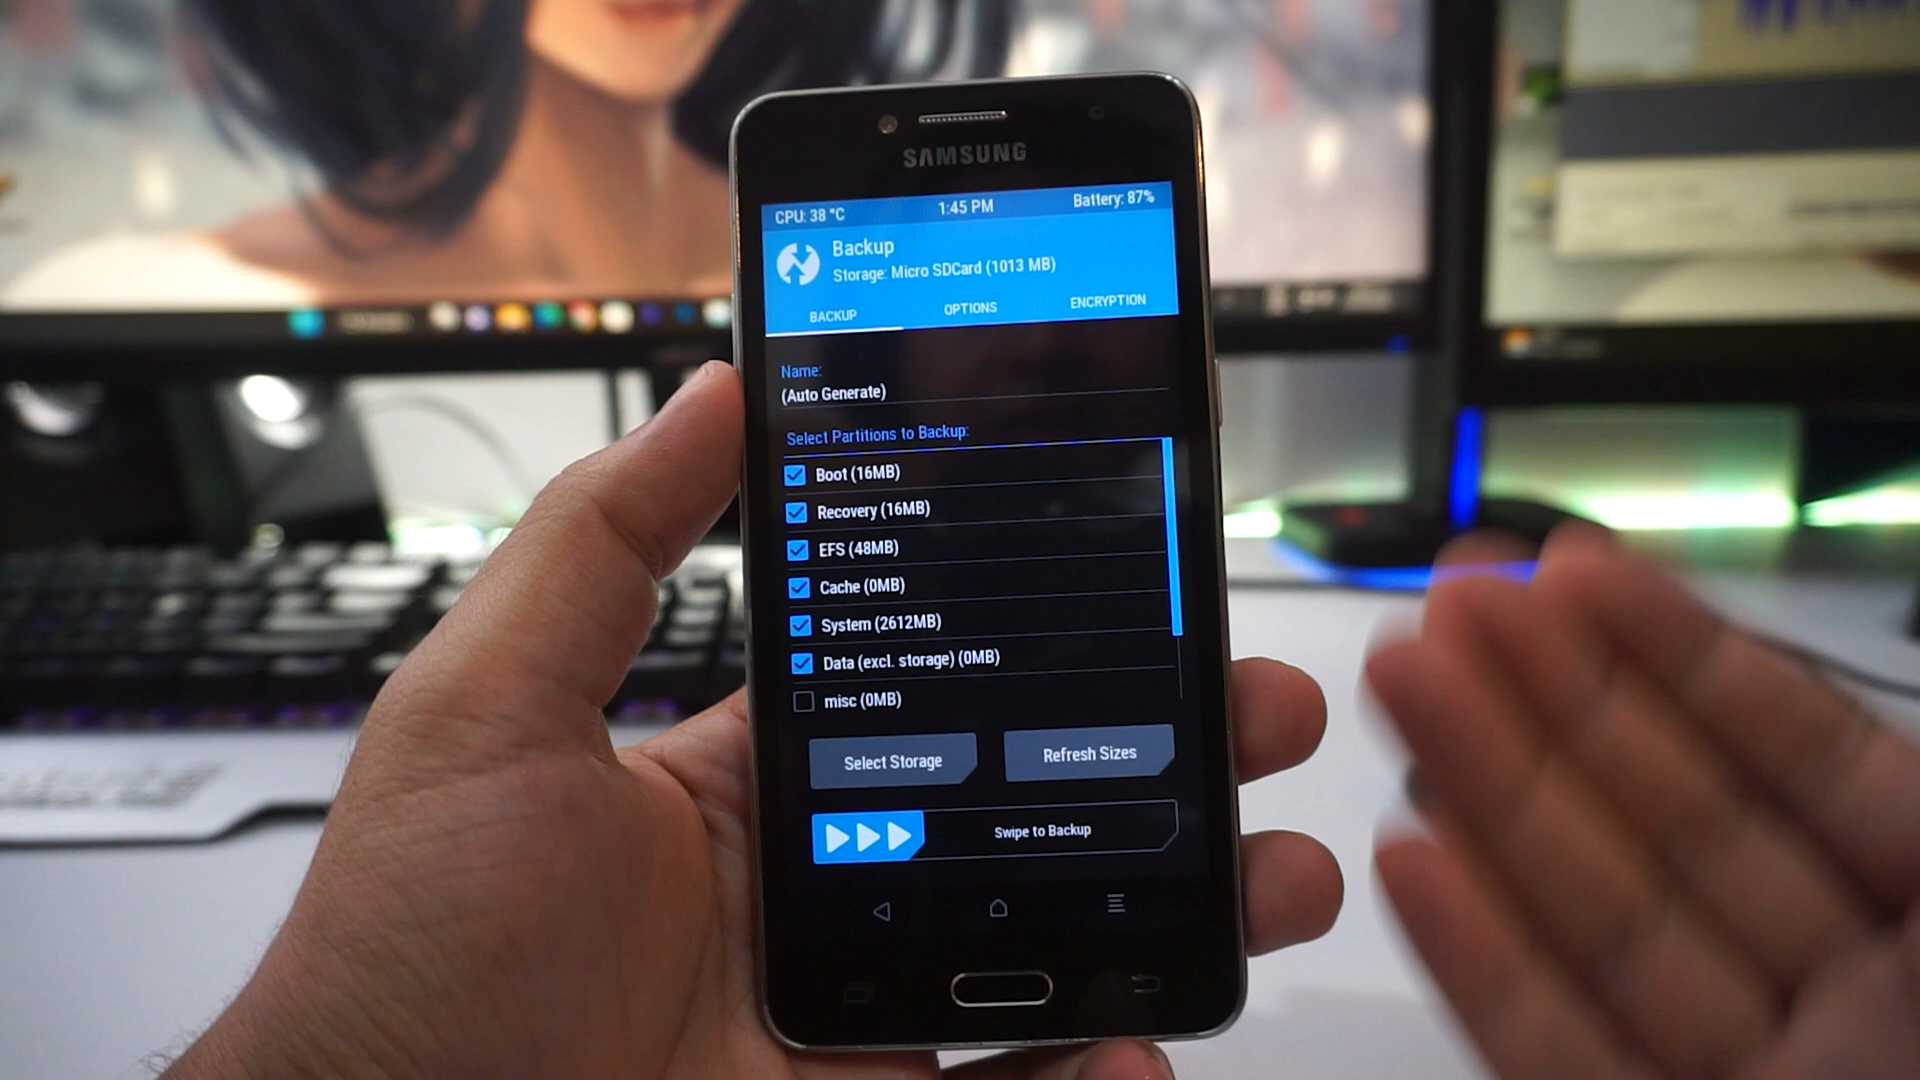 SAMSUNG
CPU: 38 °C 1:45 PM Battery: 87%
Backup
Storage: Micro SDCard (1013 MB)
BACKUP OPTIONS ENCRYPTION
Name:
(Auto Generate)
Select Partitions to Backup:
Boot (16MB)
Recovery (16MB)
EFS (48MB)
Cache (0MB)
System (2612MB)
Data (excl. storage) (0MB)
misc (0MB)
Select Storage Refresh Sizes
Swipe to Backup